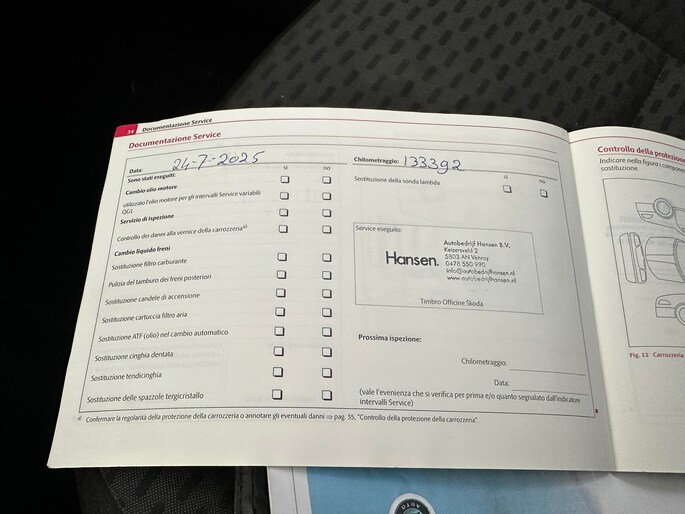 34 Documentazione Service
Documentazione Service
Data: 24-7-2025
sì no
Sono stati eseguiti:
Cambio olio motore
utilizzato l'olio motore per gli intervalli Service variabili
QG1
Servizio di ispezione
Controllo dei danni alla vernice della carrozzeriaᵃ⁾
Cambio liquido freni
Sostituzione filtro carburante
Pulizia del tamburo dei freni posteriori
Sostituzione candele di accensione
Sostituzione cartuccia filtro aria
Sostituzione ATF (olio) nel cambio automatico
Sostituzione cinghia dentata
Sostituzione tendicinghia
Sostituzione delle spazzole tergicristallo
Chilometraggio: 133392
sì no
Sostituzione della sonda lambda
Service eseguito:
Hansen.
Autobedrijf Hansen B.V.
Keizersveld 2
5803 AN Venray
0478 550 990
info@autobedrijfhansen.nl
www.autobedrijfhansen.nl
Timbro Officine Škoda
Prossima ispezione:
Chilometraggio:
Data:
(vale l'evenienza che si verifica per prima e/o quanto segnalato dall'indicatore
intervalli Service)
ᵃ⁾ Confermare la regolarità della protezione della carrozzeria o annotare gli eventuali danni ⇒ pag. 35, "Controllo della protezione della carrozzeria".
Controllo della protezione
Indicare nella figura i compone
sostituzione.
Fig. 12 Carrozzeria
AUTO